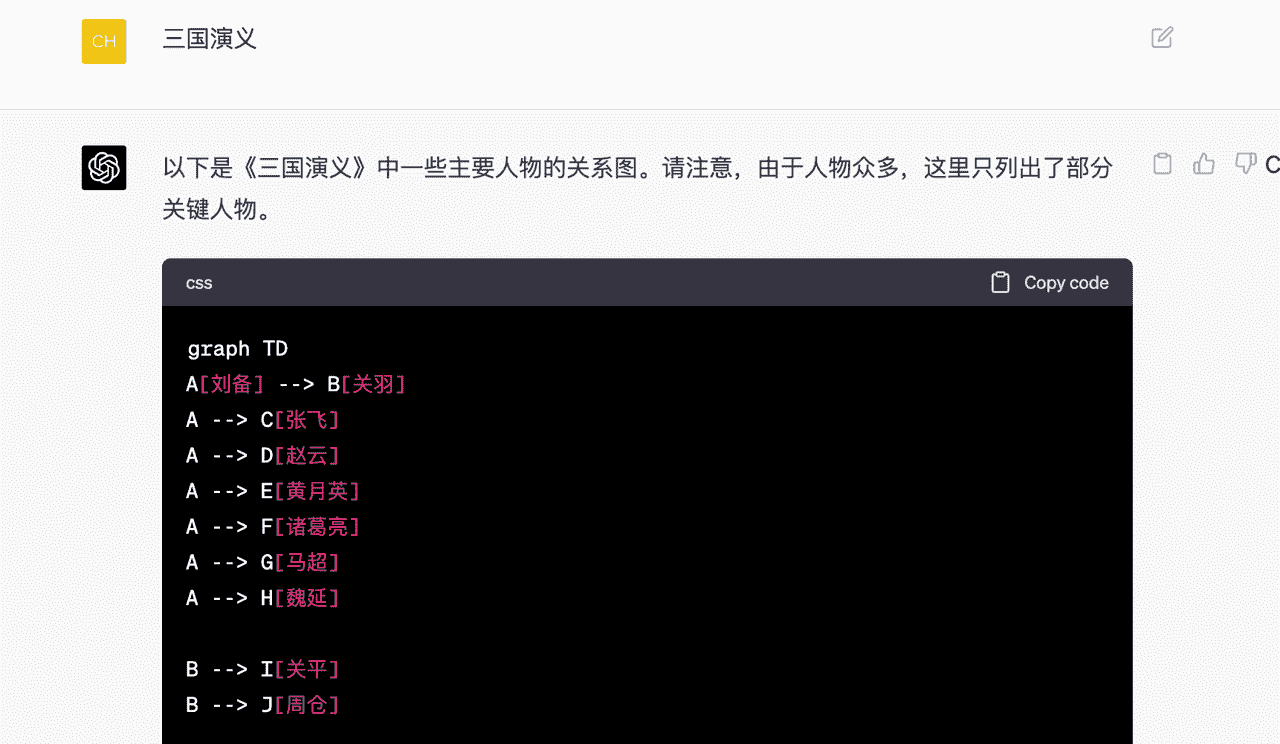 CH
三国演义
以下是《三国演义》中一些主要人物的关系图。请注意，由于人物众多，这里只列出了部分
关键人物。
C
css
Copy code
graph TD
A[刘备] --> B[关羽]
A --> C[张飞]
A --> D[赵云]
A --> E[黄月英]
A --> F[诸葛亮]
A --> G[马超]
A --> H[魏延]
B --> I[关平]
B --> J[周仓]